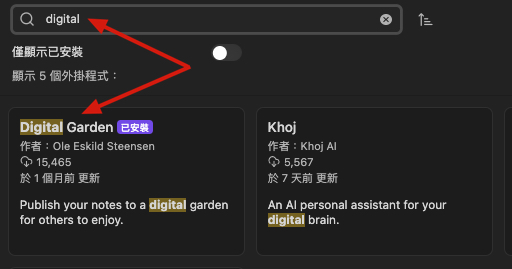 digital
僅顯示已安裝
顯示 5 個外掛程式：
Digital Garden 已安裝
作者：Ole Eskild Steensen
15,465
於 1 個月前 更新
Publish your notes to a digital garden
for others to enjoy.
Khoj
作者：Khoj AI
5,567
於 7 天前 更新
An AI personal assistant for your
digital brain.